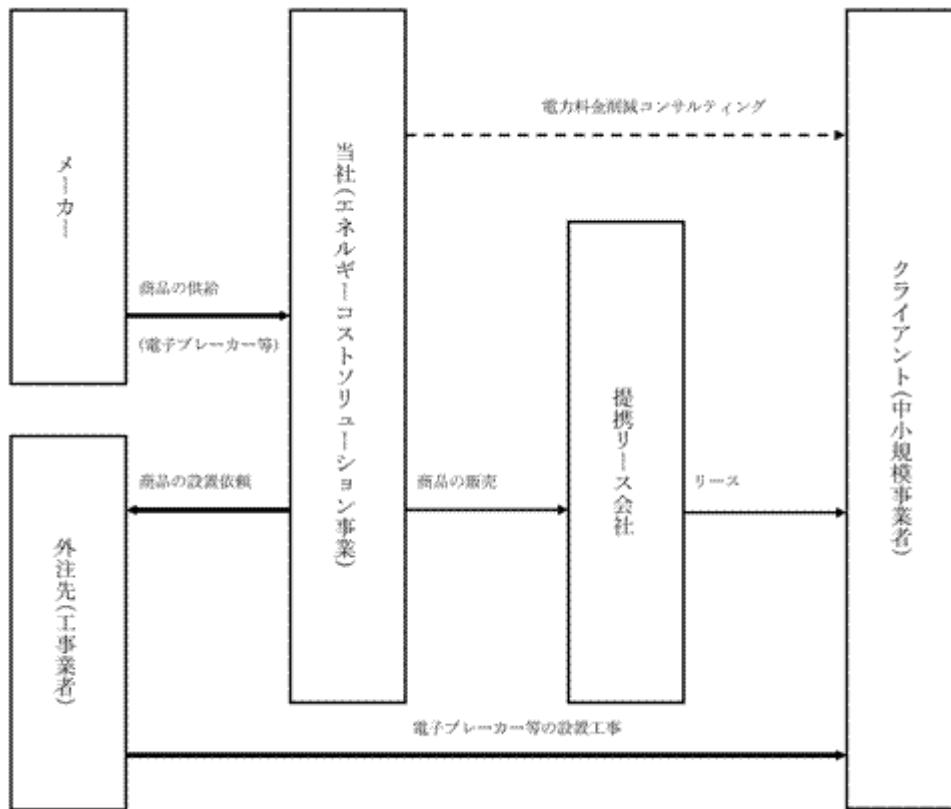 メーカー
商品の供給
(電子ブレーカー等)
外注先(工事業者)
商品の設置依頼
当社(エネルギーコストソリューション事業)
電力料金削減コンサルティング
商品の販売
提携リース会社
リース
電子ブレーカー等の設置工事
クライアント(中小規模事業者)